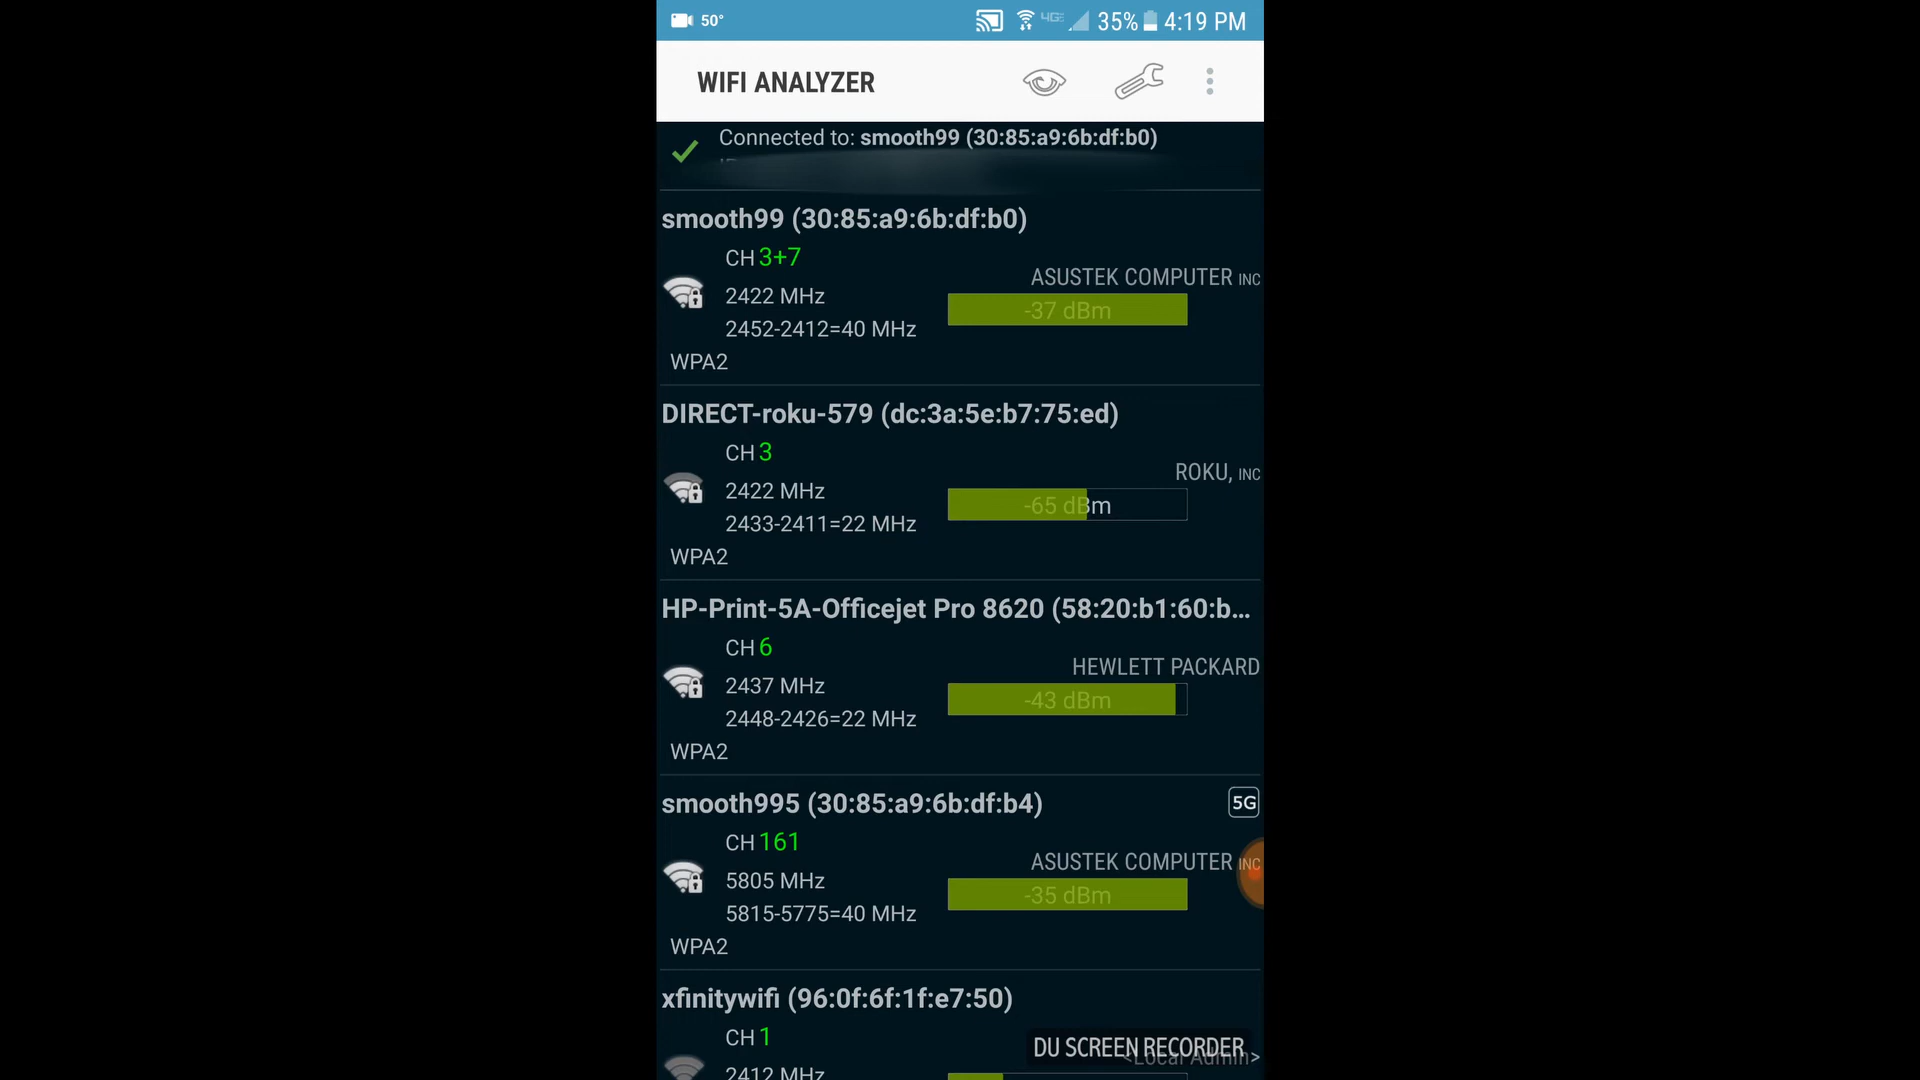 50° 4G 35% 4:19 PM
WIFI ANALYZER
Connected to: smooth99 (30:85:a9:6b:df:b0)
smooth99 (30:85:a9:6b:df:b0)
CH 3+7
ASUSTEK COMPUTER INC
2422 MHz
-37 dBm
2452-2412=40 MHz
WPA2
DIRECT-roku-579 (dc:3a:5e:b7:75:ed)
CH 3
ROKU, INC
2422 MHz
-65 dBm
2433-2411=22 MHz
WPA2
HP-Print-5A-Officejet Pro 8620 (58:20:b1:60:b...
CH 6
HEWLETT PACKARD
2437 MHz
-43 dBm
2448-2426=22 MHz
WPA2
smooth995 (30:85:a9:6b:df:b4) 5G
CH 161
ASUSTEK COMPUTER INC
5805 MHz
-35 dBm
5815-5775=40 MHz
WPA2
xfinitywifi (96:0f:6f:1f:e7:50)
CH 1
DU SCREEN RECORDER
<Local Admin>
2412 MHz